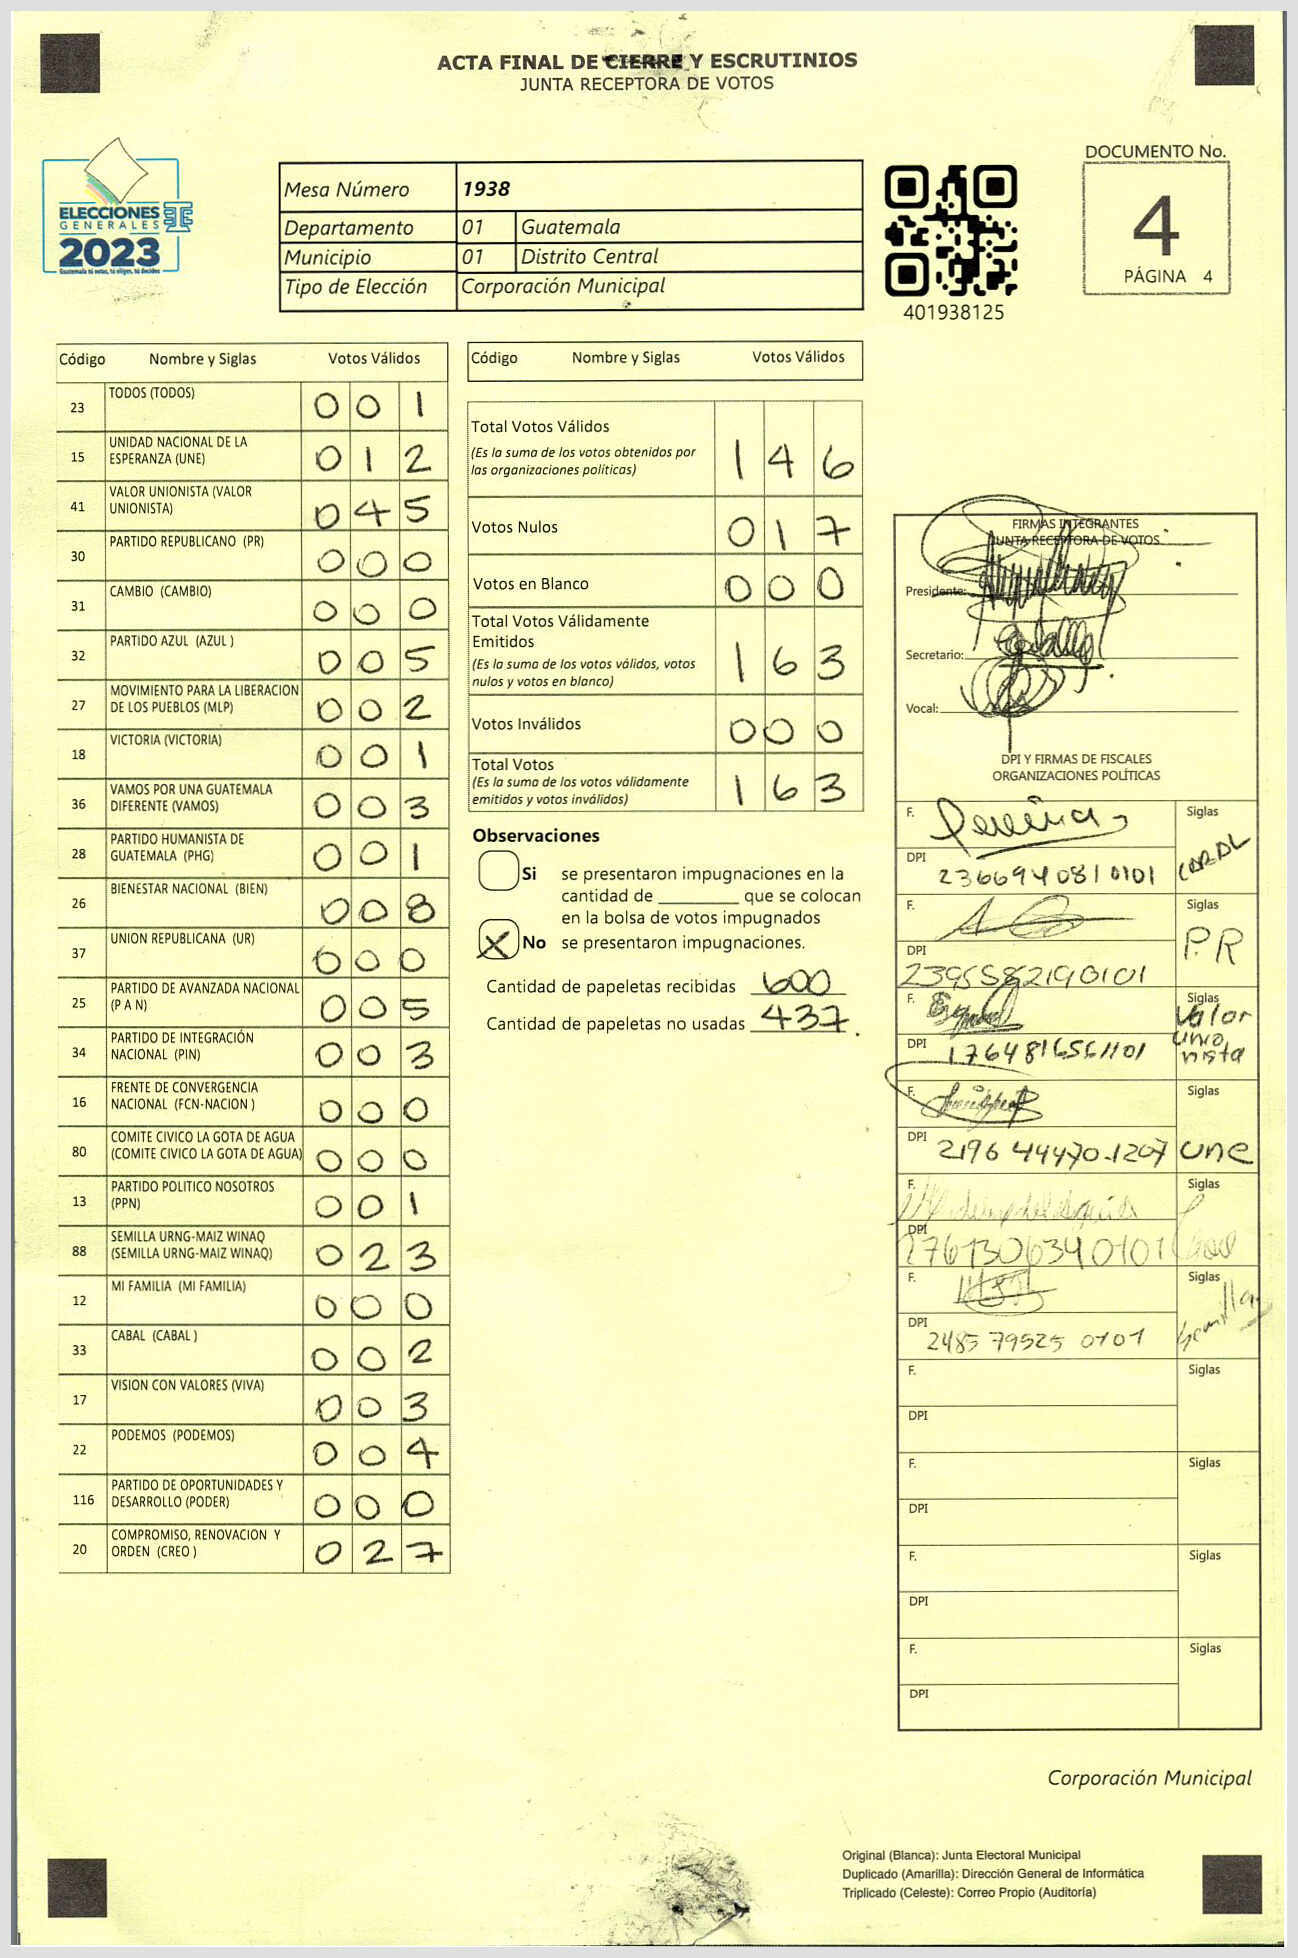 ACTA FINAL DE CIERRE Y ESCRUTINIOS
JUNTA RECEPTORA DE VOTOS
ELECCIONES
GENERALES
2023
Guatemala tú votas, tú eliges, tú decides
Mesa Número 1938
Departamento 01 Guatemala
Municipio 01 Distrito Central
Tipo de Elección Corporación Municipal
401938125
DOCUMENTO No.
4
PÁGINA 4
Código Nombre y Siglas Votos Válidos
23 TODOS (TODOS) 0 0 1
15 UNIDAD NACIONAL DE LA
ESPERANZA (UNE) 0 1 2
41 VALOR UNIONISTA (VALOR
UNIONISTA) 0 4 5
30 PARTIDO REPUBLICANO (PR) 0 0 0
31 CAMBIO (CAMBIO) 0 0 0
32 PARTIDO AZUL (AZUL ) 0 0 5
27 MOVIMIENTO PARA LA LIBERACION
DE LOS PUEBLOS (MLP) 0 0 2
18 VICTORIA (VICTORIA) 0 0 1
36 VAMOS POR UNA GUATEMALA
DIFERENTE (VAMOS) 0 0 3
28 PARTIDO HUMANISTA DE
GUATEMALA (PHG) 0 0 1
26 BIENESTAR NACIONAL (BIEN) 0 0 8
37 UNION REPUBLICANA (UR) 0 0 0
25 PARTIDO DE AVANZADA NACIONAL
(P A N) 0 0 5
34 PARTIDO DE INTEGRACIÓN
NACIONAL (PIN) 0 0 3
16 FRENTE DE CONVERGENCIA
NACIONAL (FCN-NACION ) 0 0 0
80 COMITE CIVICO LA GOTA DE AGUA
(COMITE CIVICO LA GOTA DE AGUA) 0 0 0
13 PARTIDO POLITICO NOSOTROS
(PPN) 0 0 1
88 SEMILLA URNG-MAIZ WINAQ
(SEMILLA URNG-MAIZ WINAQ) 0 2 3
12 MI FAMILIA (MI FAMILIA) 0 0 0
33 CABAL (CABAL ) 0 0 2
17 VISION CON VALORES (VIVA) 0 0 3
22 PODEMOS (PODEMOS) 0 0 4
116 PARTIDO DE OPORTUNIDADES Y
DESARROLLO (PODER) 0 0 0
20 COMPROMISO, RENOVACION Y
ORDEN (CREO ) 0 2 7
Código Nombre y Siglas Votos Válidos
Total Votos Válidos
(Es la suma de los votos obtenidos por
las organizaciones políticas) 1 4 6
Votos Nulos 0 1 7
Votos en Blanco 0 0 0
Total Votos Válidamente
Emitidos
(Es la suma de los votos válidos, votos
nulos y votos en blanco) 1 6 3
Votos Inválidos 0 0 0
Total Votos
(Es la suma de los votos válidamente
emitidos y votos inválidos) 1 6 3
Observaciones
Si se presentaron impugnaciones en la
cantidad de ________ que se colocan
en la bolsa de votos impugnados
X No se presentaron impugnaciones.
Cantidad de papeletas recibidas 600
Cantidad de papeletas no usadas 437.
FIRMAS INTEGRANTES
JUNTA RECEPTORA DE VOTOS
Presidente:
Secretario:
Vocal:
DPI Y FIRMAS DE FISCALES
ORGANIZACIONES POLÍTICAS
F. Siglas
DPI 2366940810101
F. Siglas P.R
DPI 2395582190101
F. Siglas Valor
unio
nista
DPI 1764816561101
F. Siglas
DPI 2196 44470-1207 une
F. Siglas
DPI 2761306340101
F. Siglas Semilla
DPI 2485 79525 0101
F. Siglas
DPI
F. Siglas
DPI
F. Siglas
DPI
F. Siglas
DPI
Corporación Municipal
Original (Blanca): Junta Electoral Municipal
Duplicado (Amarilla): Dirección General de Informática
Triplicado (Celeste): Correo Propio (Auditoría)